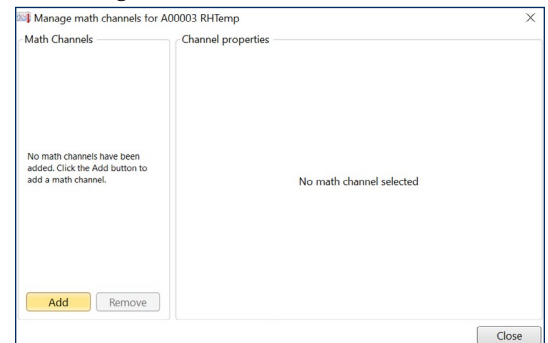 Manage math channels for A00003 RHTemp
Math Channels
Channel properties
No math channels have been
added. Click the Add button to
add a math channel.
No math channel selected
Add
Remove
Close